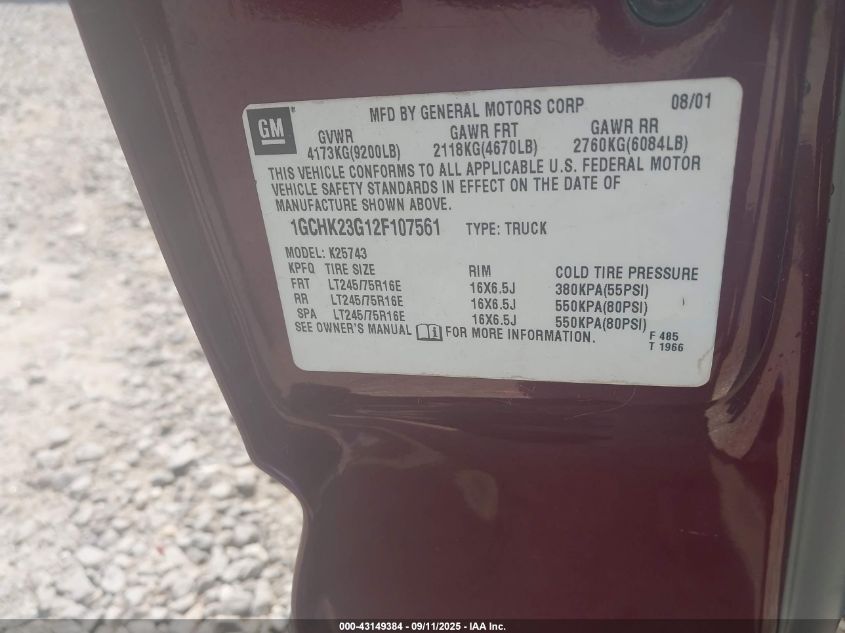 GM
MFD BY GENERAL MOTORS CORP 08/01
GVWR GAWR FRT GAWR RR
4173KG(9200LB) 2118KG(4670LB) 2760KG(6084LB)
THIS VEHICLE CONFORMS TO ALL APPLICABLE U.S. FEDERAL MOTOR
VEHICLE SAFETY STANDARDS IN EFFECT ON THE DATE OF
MANUFACTURE SHOWN ABOVE.
1GCHK23G12F107561 TYPE: TRUCK
MODEL: K25743
KPFQ TIRE SIZE RIM COLD TIRE PRESSURE
FRT LT245/75R16E 16X6.5J 380KPA(55PSI)
RR LT245/75R16E 16X6.5J 550KPA(80PSI)
SPA LT245/75R16E 16X6.5J 550KPA(80PSI)
SEE OWNER'S MANUAL FOR MORE INFORMATION.
F 485
T 1966
000-43149384 - 09/11/2025 - IAA Inc.